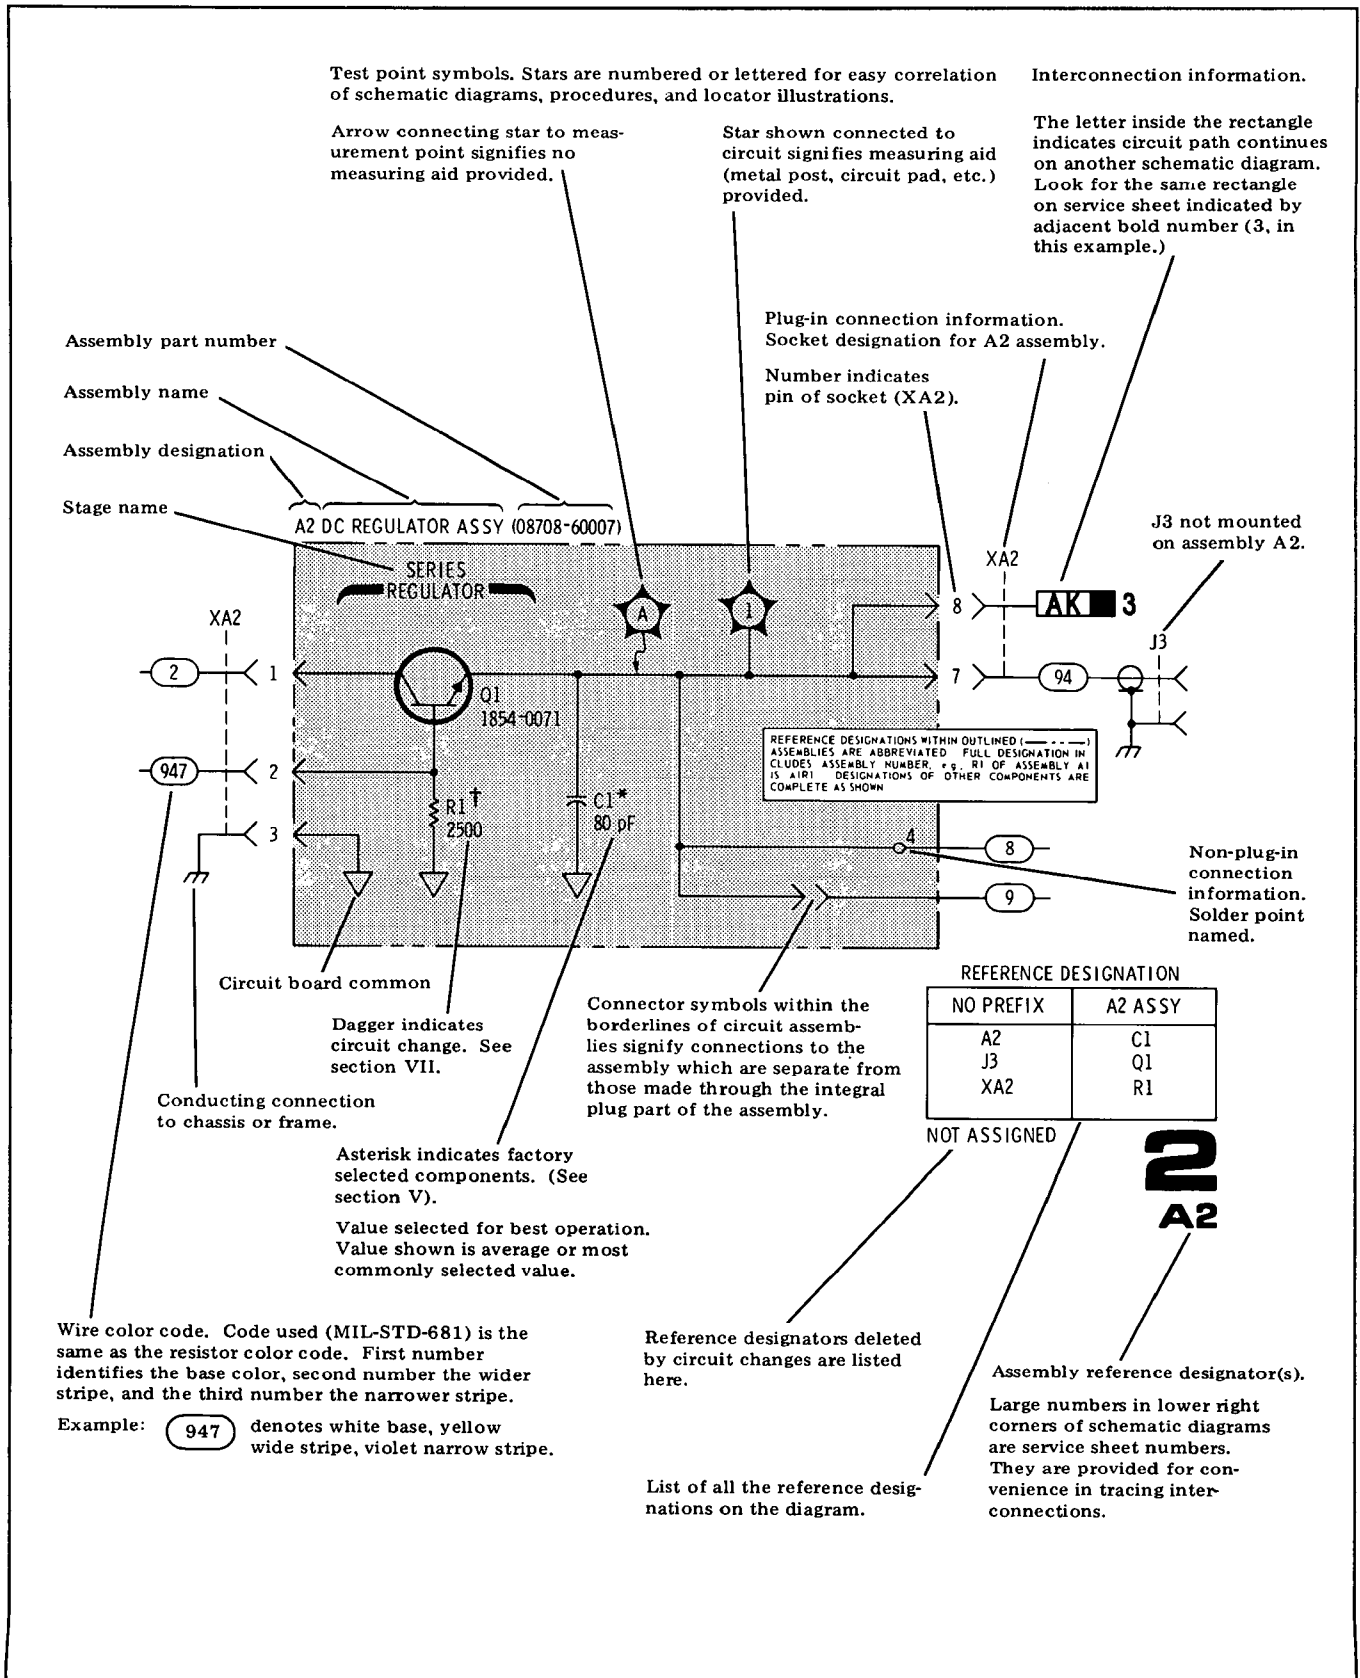 Test point symbols. Stars are numbered or lettered for easy correlation
of schematic diagrams, procedures, and locator illustrations.
Arrow connecting star to meas-
urement point signifies no
measuring aid provided.
Star shown connected to
circuit signifies measuring aid
(metal post, circuit pad, etc.)
provided.
Interconnection information.
The letter inside the rectangle
indicates circuit path continues
on another schematic diagram.
Look for the same rectangle
on service sheet indicated by
adjacent bold number (3, in
this example.)
Plug-in connection information.
Socket designation for A2 assembly.
Number indicates
pin of socket (XA2).
Assembly part number
Assembly name
Assembly designation
Stage name
A2 DC REGULATOR ASSY (08708-60007)
J3 not mounted
on assembly A2.
SERIES
REGULATOR
XA2
A
1
8
AK 3
XA2
J3
2
1
7
94
Q1
1854-0071
REFERENCE DESIGNATIONS WITHIN OUTLINED (—— - - ——)
ASSEMBLIES ARE ABBREVIATED FULL DESIGNATION IN
CLUDES ASSEMBLY NUMBER, e g, R1 OF ASSEMBLY A1
IS A1R1 DESIGNATIONS OF OTHER COMPONENTS ARE
COMPLETE AS SHOWN
947
2
R1†
2500
C1*
80 pF
3
4
8
9
Non-plug-in
connection
information.
Solder point
named.
Circuit board common
Dagger indicates
circuit change. See
section VII.
Conducting connection
to chassis or frame.
Connector symbols within the
borderlines of circuit assemb-
lies signify connections to the
assembly which are separate from
those made through the integral
plug part of the assembly.
REFERENCE DESIGNATION
NO PREFIX A2 ASSY
A2 C1
J3 Q1
XA2 R1
NOT ASSIGNED
2
A2
Asterisk indicates factory
selected components. (See
section V).
Value selected for best operation.
Value shown is average or most
commonly selected value.
Wire color code. Code used (MIL-STD-681) is the
same as the resistor color code. First number
identifies the base color, second number the wider
stripe, and the third number the narrower stripe.
Example: 947 denotes white base, yellow
wide stripe, violet narrow stripe.
Reference designators deleted
by circuit changes are listed
here.
List of all the reference desig-
nations on the diagram.
Assembly reference designator(s).
Large numbers in lower right
corners of schematic diagrams
are service sheet numbers.
They are provided for con-
venience in tracing inter-
connections.